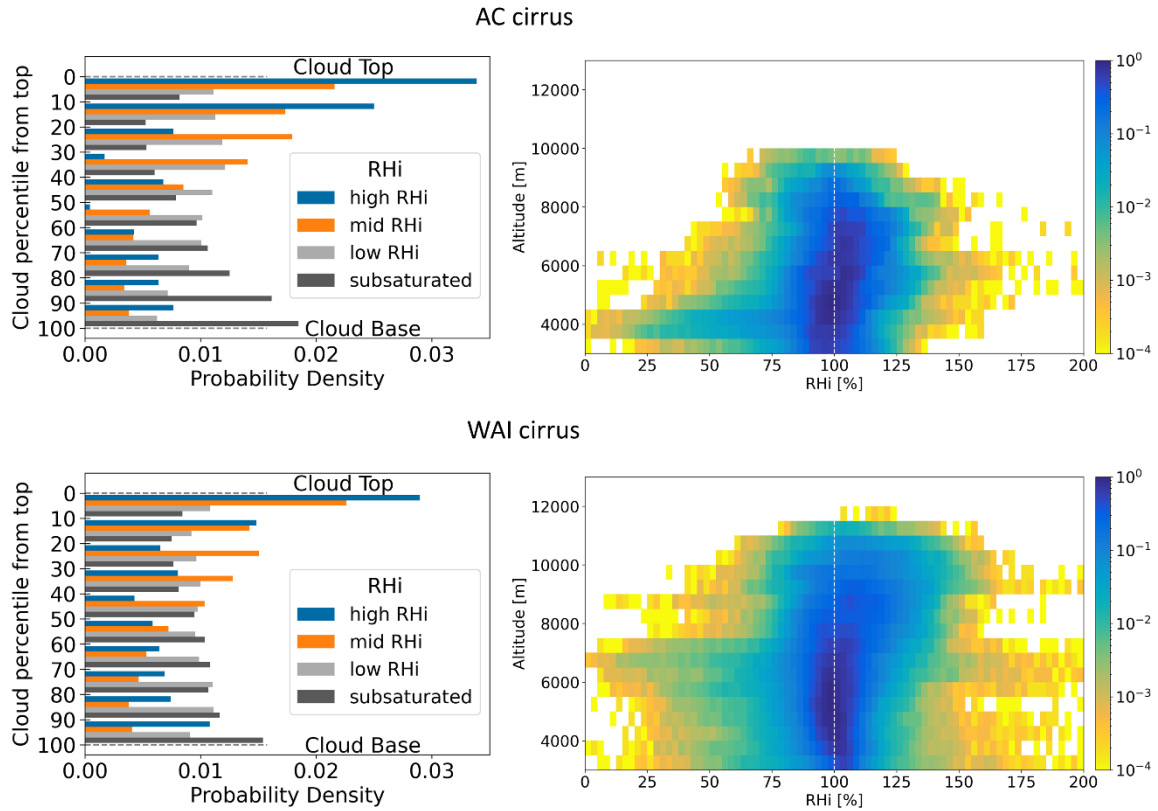 AC cirrus
Cloud Top
0
10
20
30
40
50
60
70
80
90
100
Cloud percentile from top
RHi
high RHi
mid RHi
low RHi
subsaturated
Cloud Base
0.00 0.01 0.02 0.03
Probability Density
12000
10000
8000
6000
4000
Altitude [m]
0 25 50 75 100 125 150 175 200
RHi [%]
10⁰
10⁻¹
10⁻²
10⁻³
10⁻⁴
WAI cirrus
Cloud Top
0
10
20
30
40
50
60
70
80
90
100
Cloud percentile from top
RHi
high RHi
mid RHi
low RHi
subsaturated
Cloud Base
0.00 0.01 0.02 0.03
Probability Density
12000
10000
8000
6000
4000
Altitude [m]
0 25 50 75 100 125 150 175 200
RHi [%]
10⁰
10⁻¹
10⁻²
10⁻³
10⁻⁴